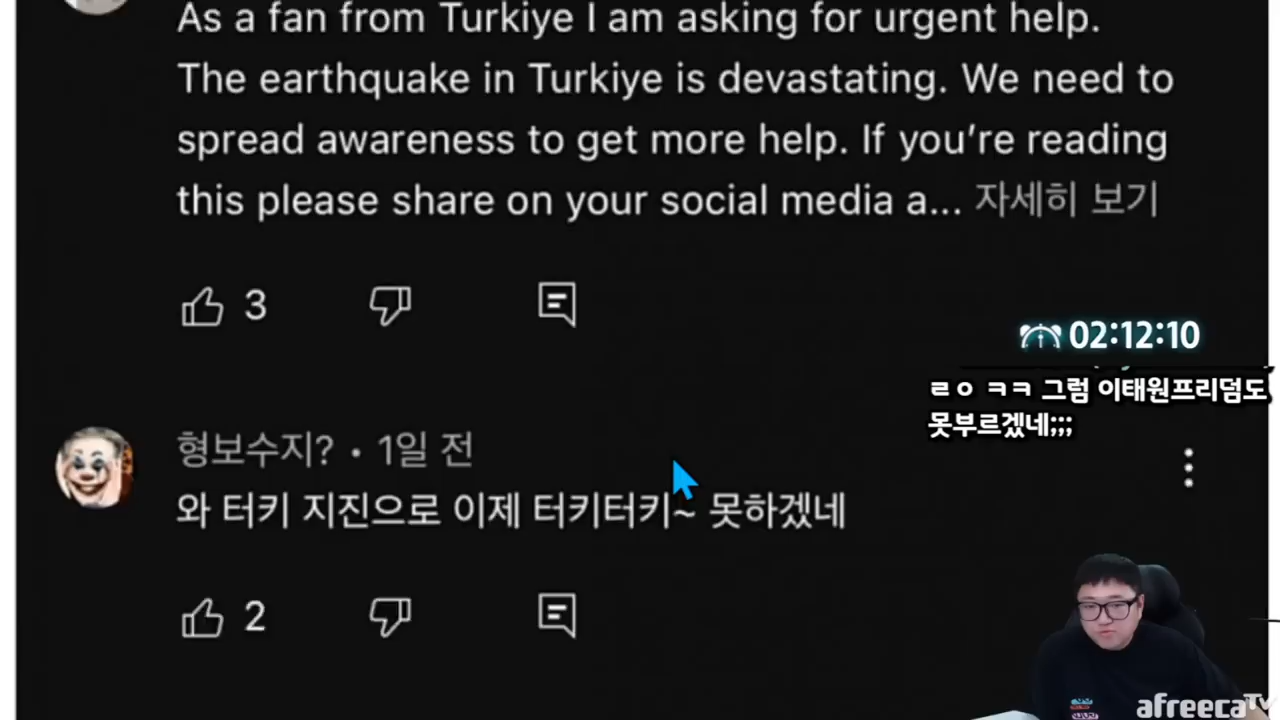 As a fan from Turkiye I am asking for urgent help.
The earthquake in Turkiye is devastating. We need to
spread awareness to get more help. If you're reading
this please share on your social media a... 자세히 보기
3
02:12:10
ㄹㅇ ㅋㅋ 그럼 이태원프리덤도
못부르겠네;;;
형보수지? • 1일 전
와 터키 지진으로 이제 터키터키~ 못하겠네
2
afreecaTV